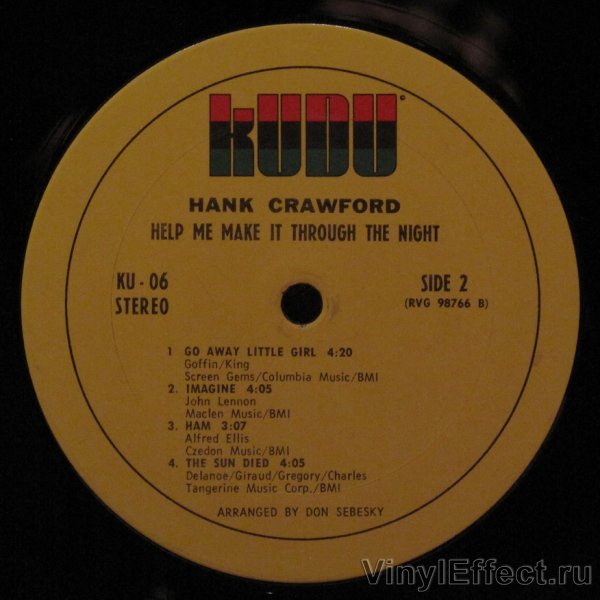 KUDU ©
HANK CRAWFORD
HELP ME MAKE IT THROUGH THE NIGHT
KU - 06
STEREO
SIDE 2
(RVG 98766 B)
1 GO AWAY LITTLE GIRL 4:20
Goffin/King
Screen Gems/Columbia Music/BMI
2. IMAGINE 4:05
John Lennon
Maclen Music/BMI
3. HAM 3:07
Alfred Ellis
Czedon Music/BMI
4. THE SUN DIED 4:05
Delanoe/Giraud/Gregory/Charles
Tangerine Music Corp./BMI
ARRANGED BY DON SEBESKY
VinylEffect.ru